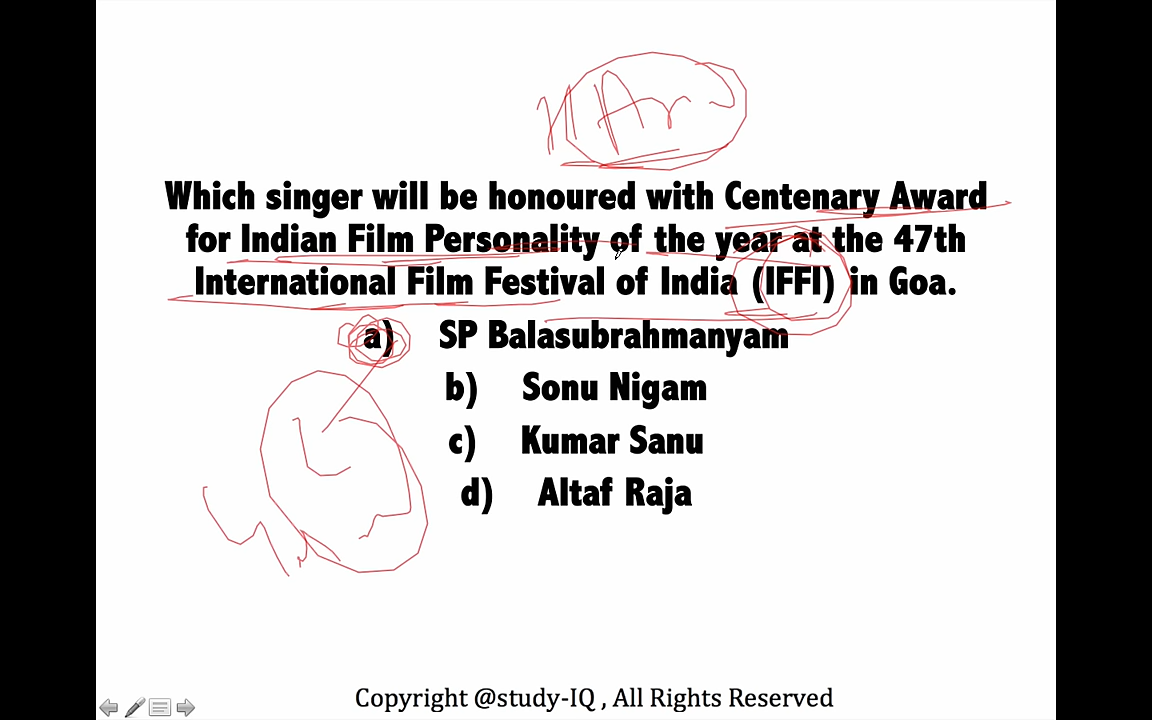 Which singer will be honoured with Centenary Award
for Indian Film Personality of the year at the 47th
International Film Festival of India (IFFI) in Goa.
a) SP Balasubrahmanyam
b) Sonu Nigam
c) Kumar Sanu
d) Altaf Raja
Copyright @study-IQ , All Rights Reserved